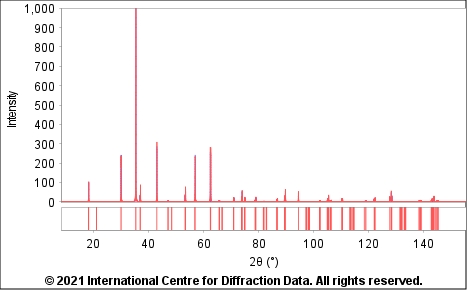 1,000
900
800
700
600
500
400
300
200
100
0
Intensity
20 40 60 80 100 120 140
2θ (°)
© 2021 International Centre for Diffraction Data. All rights reserved.